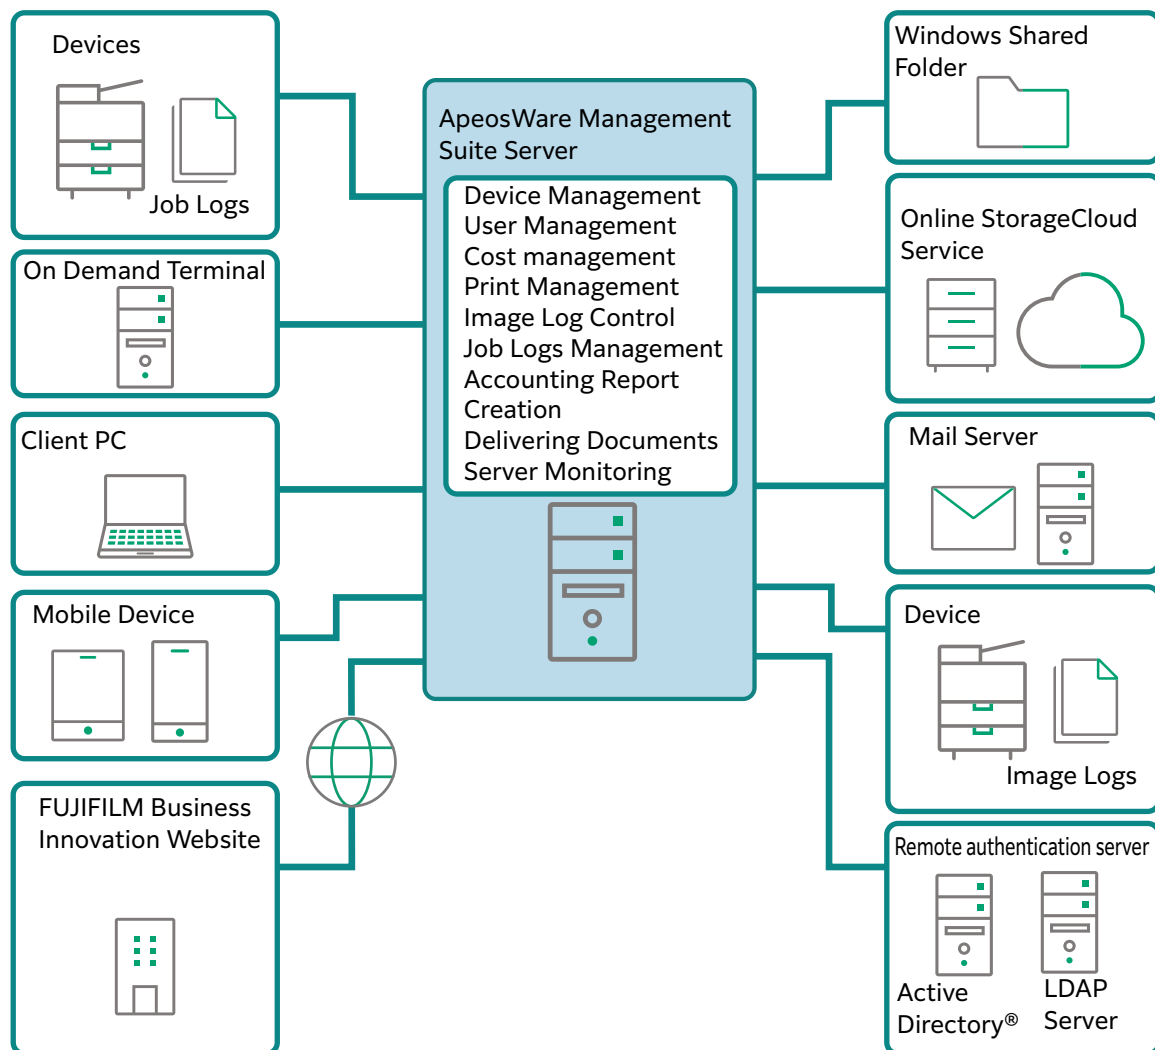 Devices
Job Logs
On Demand Terminal
Client PC
Mobile Device
FUJIFILM Business
Innovation Website
ApeosWare Management
Suite Server
Device Management
User Management
Cost management
Print Management
Image Log Control
Job Logs Management
Accounting Report
Creation
Delivering Documents
Server Monitoring
Windows Shared
Folder
Online StorageCloud
Service
Mail Server
Device
Image Logs
Remote authentication server
Active
Directory®
LDAP
Server